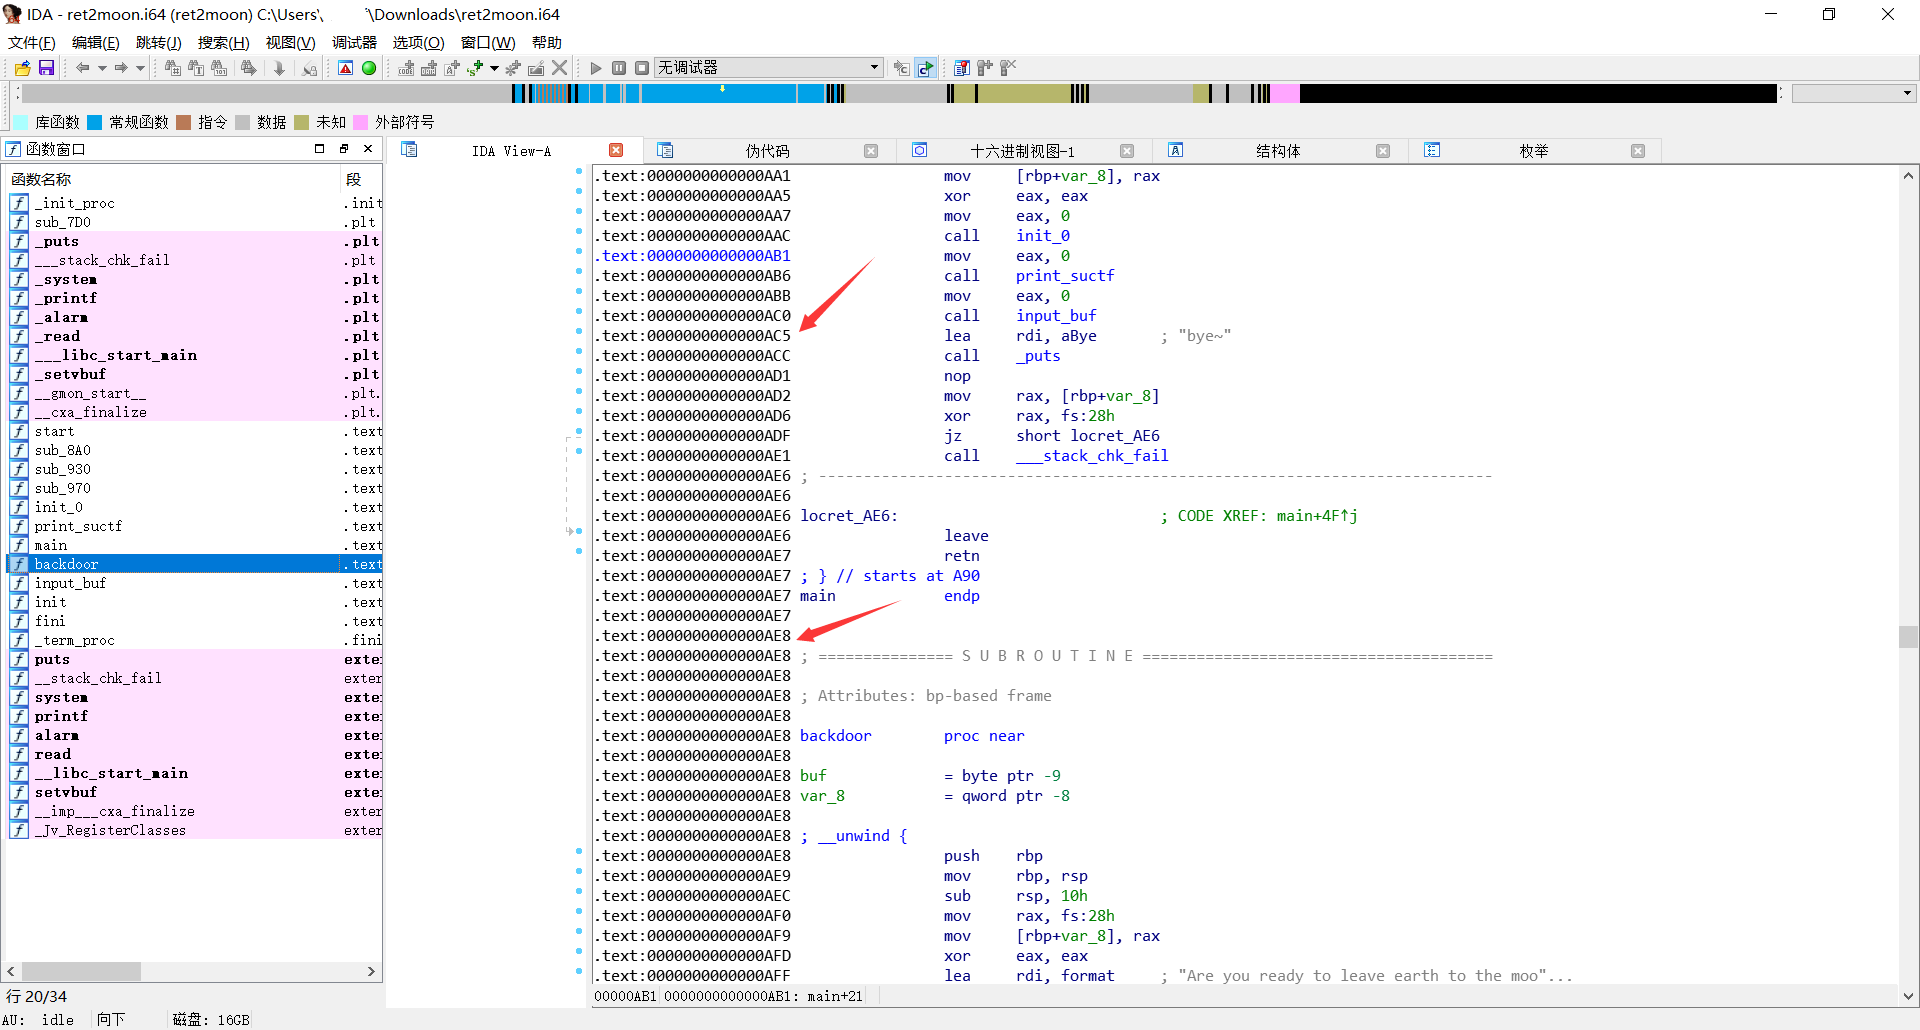 IDA - ret2moon.i64 (ret2moon) C:\Users\ \Downloads\ret2moon.i64
文件(F) 编辑(E) 跳转(J) 搜索(H) 视图(V) 调试器 选项(O) 窗口(W) 帮助
无调试器
库函数 常规函数 指令 数据 未知 外部符号
函数窗口
函数名称 段
_init_proc .init
sub_7D0 .plt
_puts .plt
___stack_chk_fail .plt
_system .plt
_printf .plt
_alarm .plt
_read .plt
___libc_start_main .plt
_setvbuf .plt
__gmon_start__ .plt.
__cxa_finalize .plt.
start .text
sub_8A0 .text
sub_930 .text
sub_970 .text
init_0 .text
print_suctf .text
main .text
backdoor .text
input_buf .text
init .text
fini .text
_term_proc .fini
puts exte
__stack_chk_fail exter
system exte
printf exte
alarm exte
read exte
__libc_start_main exte
setvbuf exte
__imp___cxa_finalize exter
_Jv_RegisterClasses exter
行 20/34
IDA View-A 伪代码 十六进制视图-1 结构体 枚举
.text:0000000000000AA1 mov [rbp+var_8], rax
.text:0000000000000AA5 xor eax, eax
.text:0000000000000AA7 mov eax, 0
.text:0000000000000AAC call init_0
.text:0000000000000AB1 mov eax, 0
.text:0000000000000AB6 call print_suctf
.text:0000000000000ABB mov eax, 0
.text:0000000000000AC0 call input_buf
.text:0000000000000AC5 lea rdi, aBye ; "bye~"
.text:0000000000000ACC call _puts
.text:0000000000000AD1 nop
.text:0000000000000AD2 mov rax, [rbp+var_8]
.text:0000000000000AD6 xor rax, fs:28h
.text:0000000000000ADF jz short locret_AE6
.text:0000000000000AE1 call ___stack_chk_fail
.text:0000000000000AE6 ; ---------------------------------------------------------------------------
.text:0000000000000AE6
.text:0000000000000AE6 locret_AE6: ; CODE XREF: main+4F↑j
.text:0000000000000AE6 leave
.text:0000000000000AE7 retn
.text:0000000000000AE7 ; } // starts at A90
.text:0000000000000AE7 main endp
.text:0000000000000AE7
.text:0000000000000AE8
.text:0000000000000AE8 ; =============== S U B R O U T I N E =======================================
.text:0000000000000AE8
.text:0000000000000AE8 ; Attributes: bp-based frame
.text:0000000000000AE8
.text:0000000000000AE8 backdoor proc near
.text:0000000000000AE8
.text:0000000000000AE8 buf = byte ptr -9
.text:0000000000000AE8 var_8 = qword ptr -8
.text:0000000000000AE8
.text:0000000000000AE8 ; __unwind {
.text:0000000000000AE8 push rbp
.text:0000000000000AE9 mov rbp, rsp
.text:0000000000000AEC sub rsp, 10h
.text:0000000000000AF0 mov rax, fs:28h
.text:0000000000000AF9 mov [rbp+var_8], rax
.text:0000000000000AFD xor eax, eax
.text:0000000000000AFF lea rdi, format ; "Are you ready to leave earth to the moo"...
00000AB1 0000000000000AB1: main+21
AU: idle 向下 磁盘: 16GB